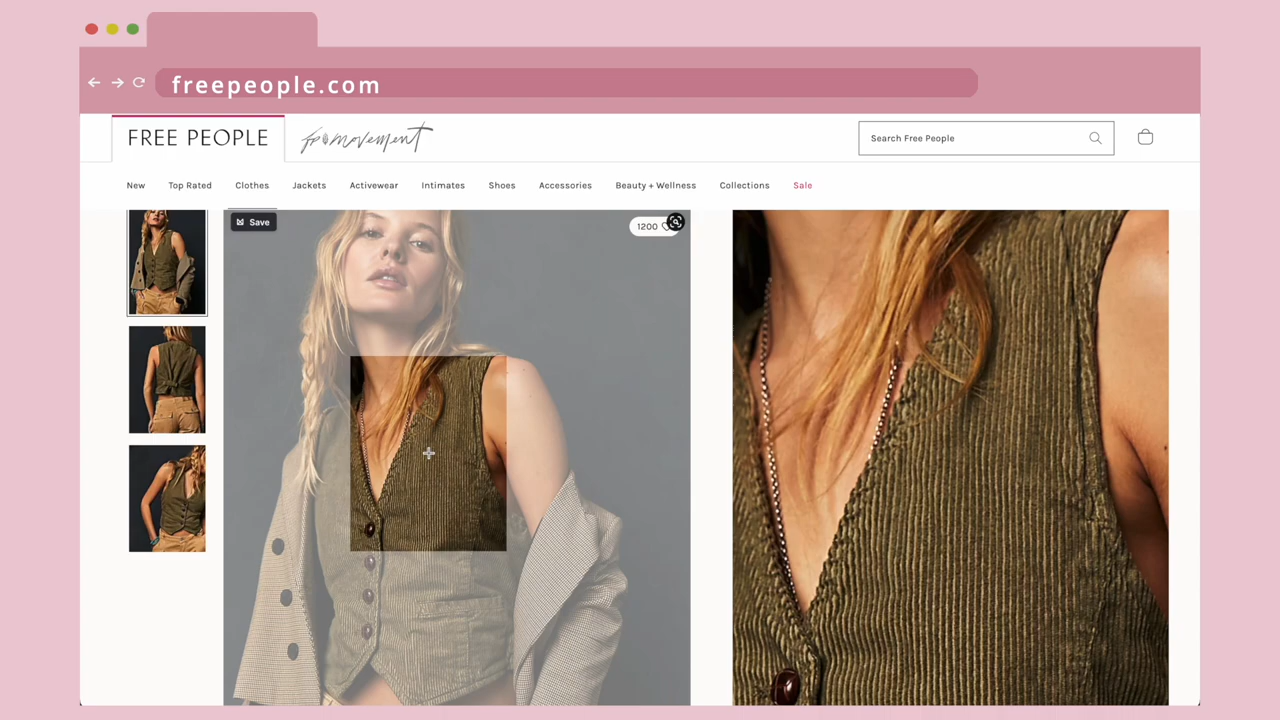 freepeople.com
FREE PEOPLE
fp movement
Search Free People
New Top Rated Clothes Jackets Activewear Intimates Shoes Accessories Beauty + Wellness Collections Sale
Save
1200